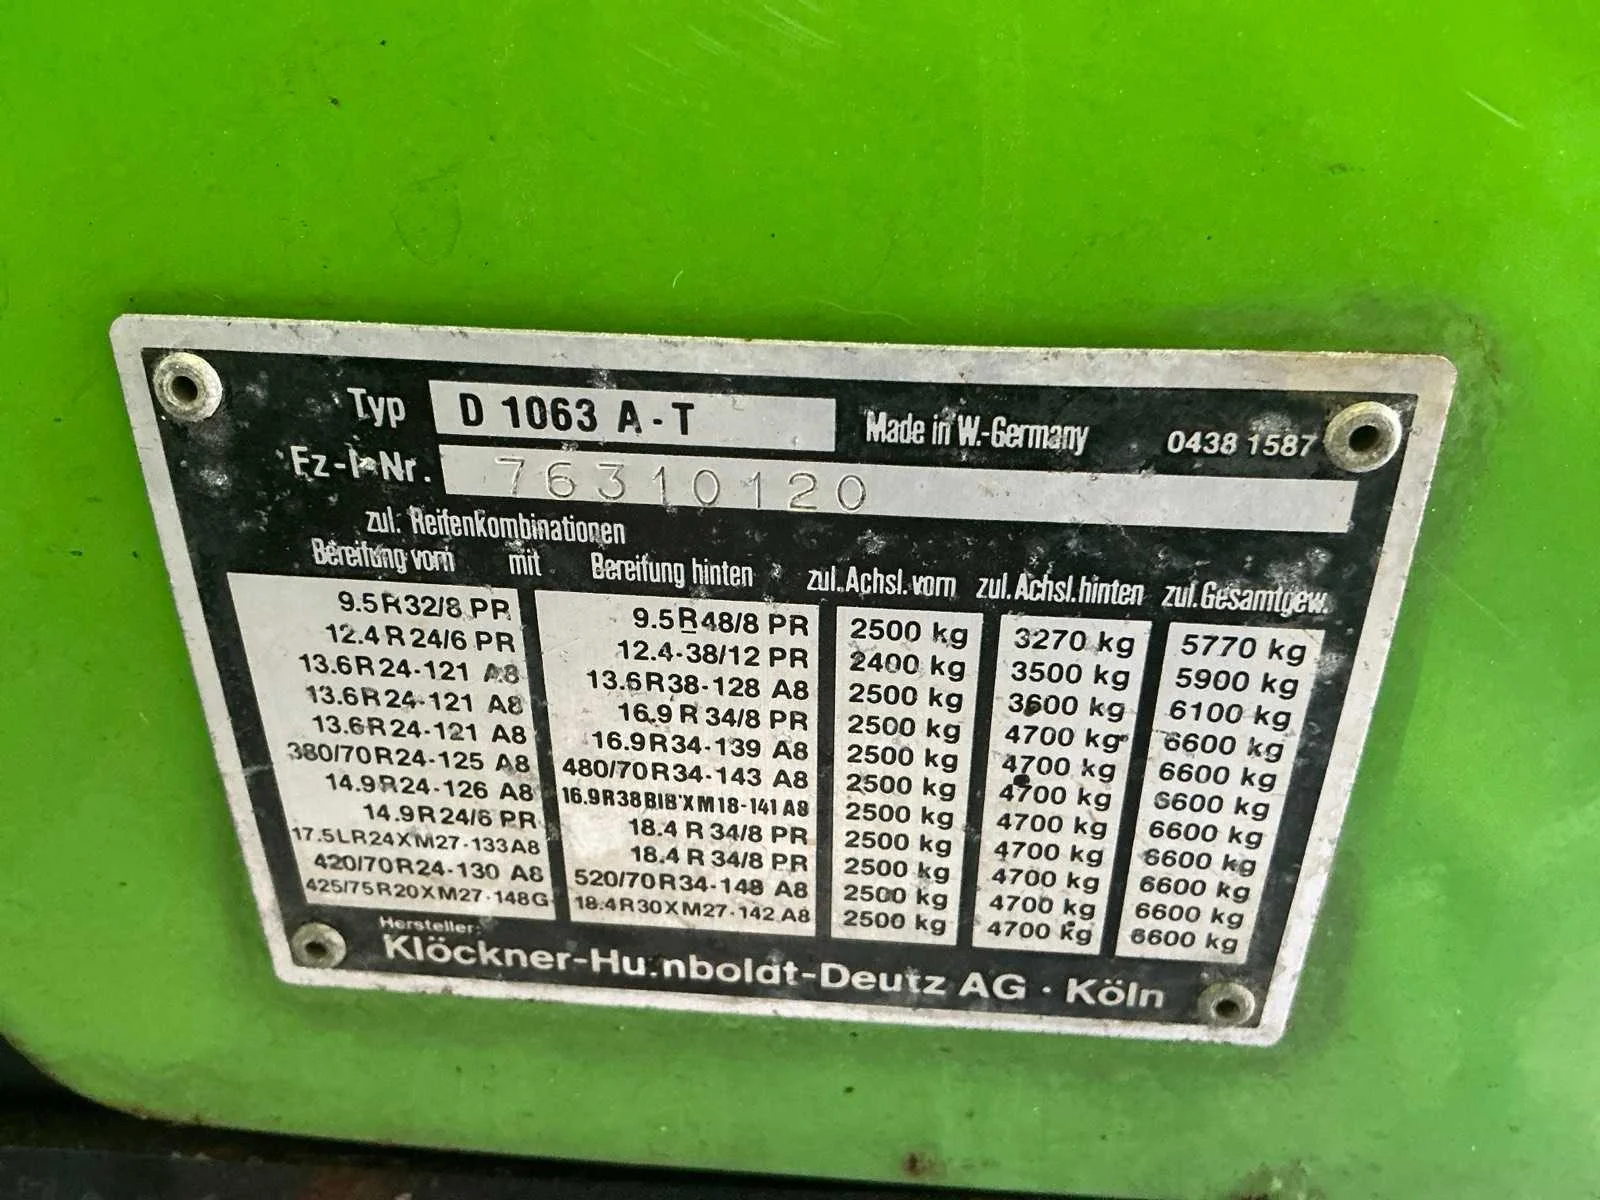 Typ D 1063 A - T Made in W.-Germany 0438 1587
Fz-I-Nr. 76310120
zul. Reifenkombinationen
Bereifung vorn mit Bereifung hinten zul. Achsl. vorn zul. Achsl. hinten zul. Gesamtgew.
9.5 R 32/8 PR 9.5 R 48/8 PR 2500 kg 3270 kg 5770 kg
12.4 R 24/6 PR 12.4-38/12 PR 2400 kg 3500 kg 5900 kg
13.6 R 24-121 A8 13.6 R 38-128 A8 2500 kg 3600 kg 6100 kg
13.6 R 24-121 A8 16.9 R 34/8 PR 2500 kg 4700 kg 6600 kg
13.6 R 24-121 A8 16.9 R 34-139 A8 2500 kg 4700 kg 6600 kg
380/70 R 24-125 A8 480/70 R 34-143 A8 2500 kg 4700 kg 6600 kg
14.9 R 24-126 A8 16.9 R 38 BIB X M18-141 A8 2500 kg 4700 kg 6600 kg
14.9 R 24/6 PR 18.4 R 34/8 PR 2500 kg 4700 kg 6600 kg
17.5 L R 24 X M27-133 A8 18.4 R 34/8 PR 2500 kg 4700 kg 6600 kg
420/70 R 24-130 A8 520/70 R 34-148 A8 2500 kg 4700 kg 6600 kg
425/75 R 20 X M27-148 G 18.4 R 30 X M27-142 A8 2500 kg 4700 kg 6600 kg
Hersteller:
Klöckner-Humboldt-Deutz AG · Köln